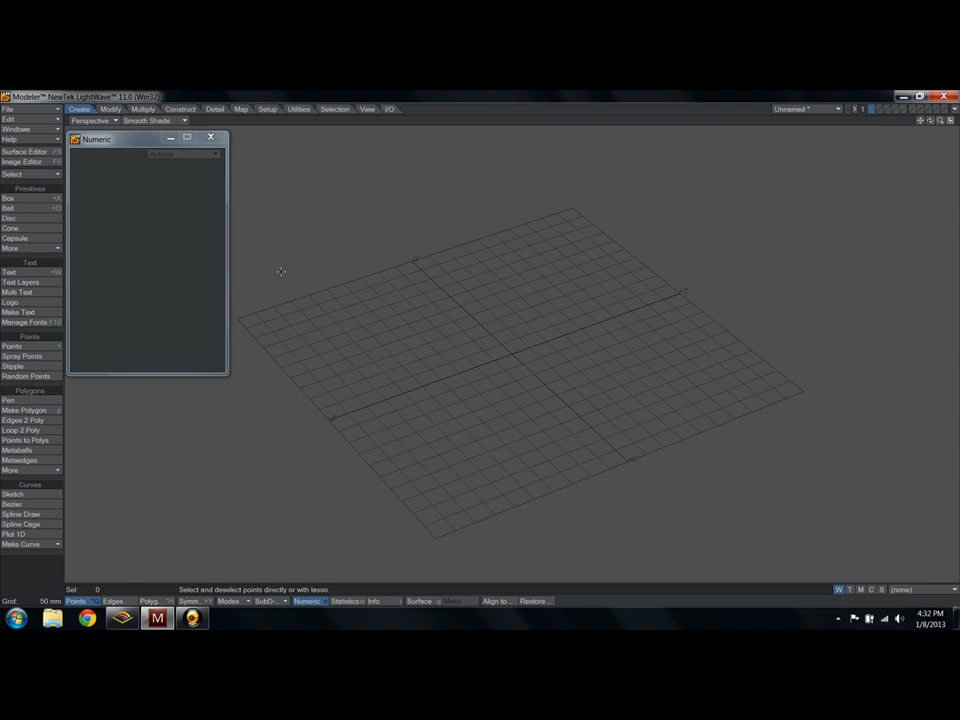 Modeler™ NewTek LightWave™ 11.0 (Win32)
File Create Modify Multiply Construct Detail Map Setup Utilities View I/O Unnamed * 1
Edit Perspective Smooth Shade
Windows
Help Numeric
Surface Editor F5 Actions
Image Editor F6
Select
Primitives
Box +X
Ball +O
Disc
Cone
Capsule
More
Text
Text +W
Text Layers
Multi Text
Logo
Make Text
Manage Fonts F10
Points
Points +
Spray Points
Stipple
Random Points
Polygons
Pen
Make Polygon p
Edges 2 Poly
Loop 2 Poly
Points to Polys
Metaballs
Metaedges
More
Curves
Sketch
Bezier
Spline Draw
Spline Cage
Plot 1D
Make Curve
Sel: 0 Select and deselect points directly or with lasso. W T M C S (none)
Grid: 50 mm Points Edges Polyg Symm. +Y Modes SubD-... Numeric n Statistics w Info i Surface q Make Align to... Restore...
4:32 PM
1/8/2013